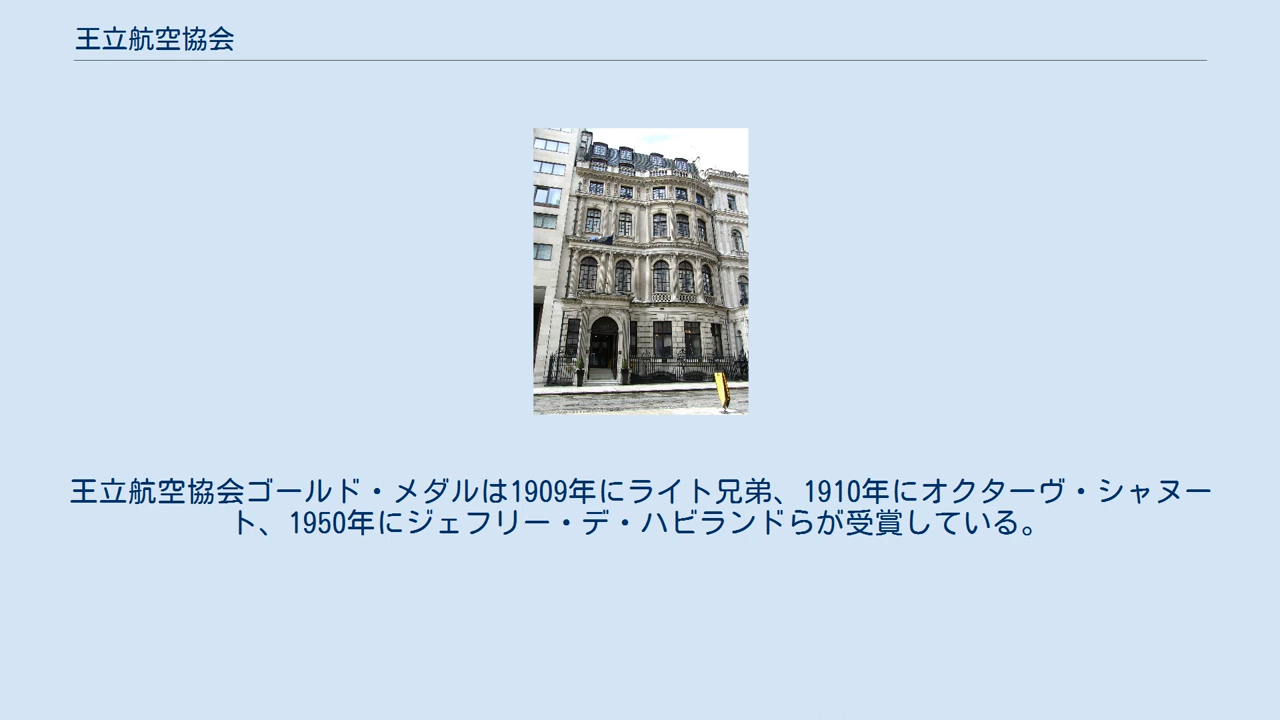 王立航空協会
王立航空協会ゴールド・メダルは1909年にライト兄弟、1910年にオクターヴ・シャヌー
ト、1950年にジェフリー・デ・ハビランドらが受賞している。